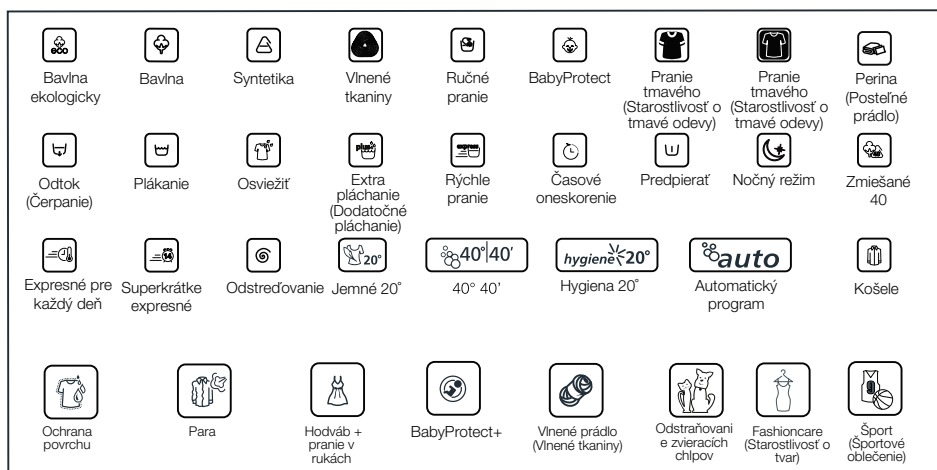 eco
Bavlna
ekologicky
Bavlna
Syntetika
Vlnené
tkaniny
Ručné
pranie
BabyProtect
Pranie
tmavého
(Starostlivosť o
tmavé odevy)
Pranie
tmavého
(Starostlivosť o
tmavé odevy)
Perina
(Posteľné
prádlo)
Odtok
(Čerpanie)
Plákanie
Osviežiť
plus
Extra
pláchanie
(Dodatočné
pláchanie)
express
Rýchle
pranie
Časové
oneskorenie
Predpierať
Nočný režim
Zmiešané
40
Expresné pre
každý deň
14
Superkrátke
expresné
Odstreďovanie
20°
Jemné 20°
40°|40'
40° 40'
hygiene 20°
Hygiena 20°
auto
Automatický
program
Košele
Ochrana
povrchu
Para
Hodváb +
pranie v
rukách
BabyProtect+
Vlnené prádlo
(Vlnené tkaniny)
Odstraňovani
e zvieracích
chlpov
Fashioncare
(Starostlivosť o
tvar)
9
Šport
(Športové
oblečenie)